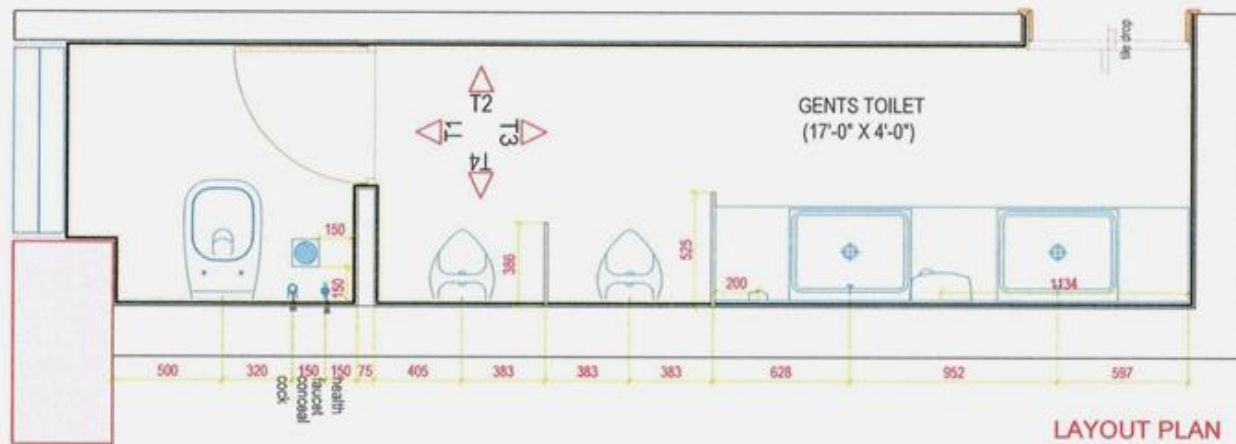 tile drop
GENTS TOILET
(17'-0" X 4'-0")
T2
T1
T3
T4
150
150
386
525
200
1134
500
320
150
150
75
405
383
383
383
628
952
597
health
faucet
conceal
cock
LAYOUT PLAN